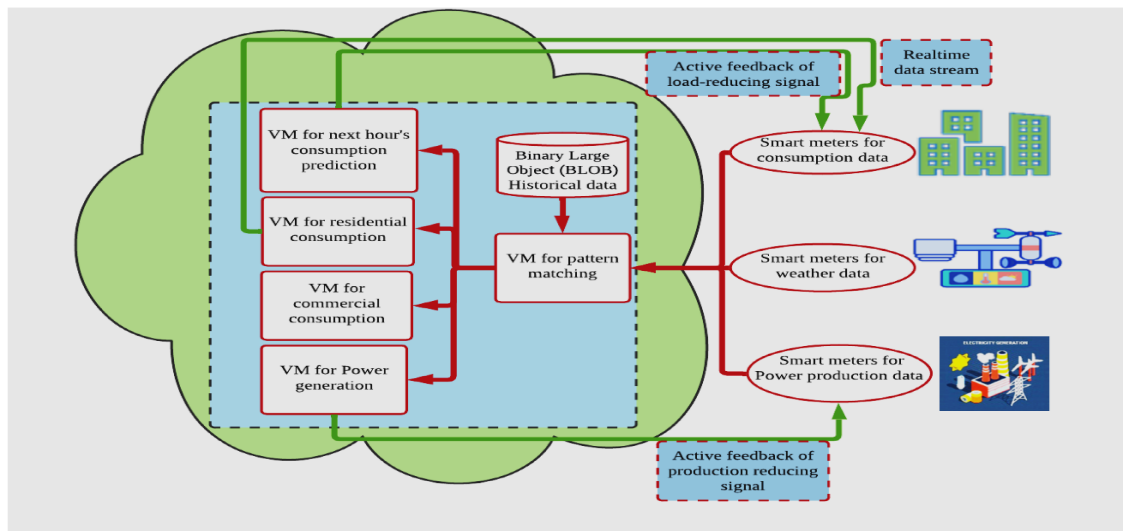 Active feedback of
load-reducing signal
Realtime
data stream
VM for next hour's
consumption
prediction
Binary Large
Object (BLOB)
Historical data
Smart meters for
consumption data
VM for residential
consumption
VM for pattern
matching
Smart meters for
weather data
VM for
commercial
consumption
VM for Power
generation
Smart meters for
Power production data
ELECTRICITY GENERATION
Active feedback of
production reducing
signal